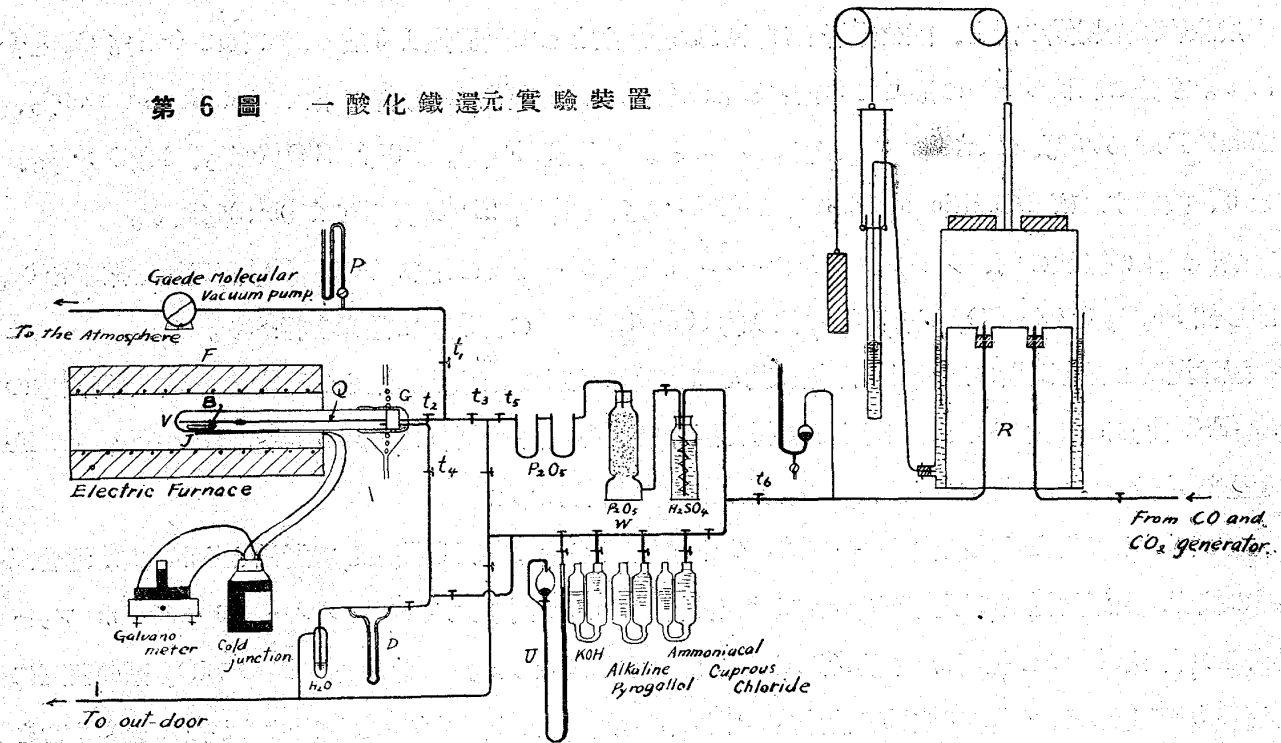 第6圖 一酸化鐵還元實驗裝置
P
Gaede Molecular
Vacuum pump.
To the Atmosphere
F
t1
B
Q
G
V
J
t2
t3
t5
Electric Furnace
t4
P2O5
P2O5
W
H2SO4
t6
R
From CO and
CO2 generator
Galvano
meter
Cold
junction
H2O
D
U
KOH
Alkaline
Pyrogallol
Ammoniacal
Cuprous
Chloride
To out-door